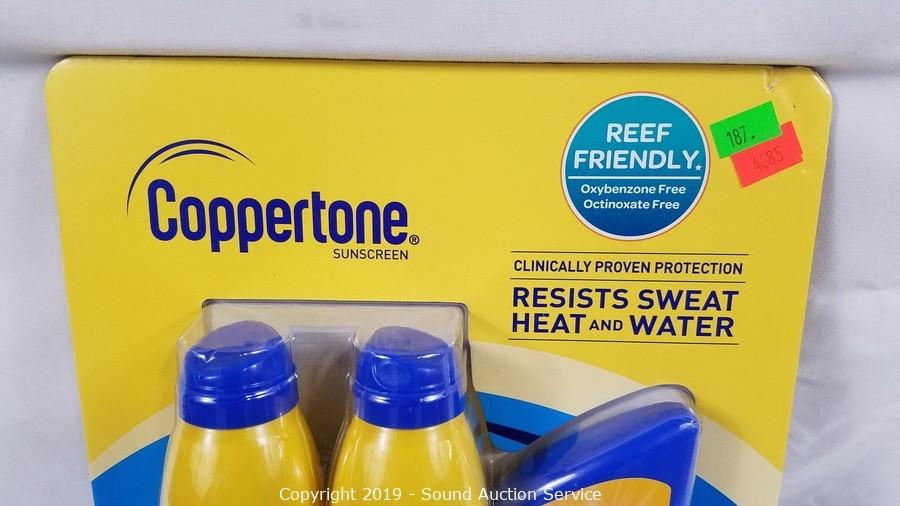 Coppertone®
SUNSCREEN
REEF
FRIENDLY*
Oxybenzone Free
Octinoxate Free
187.
4385
CLINICALLY PROVEN PROTECTION
RESISTS SWEAT
HEAT AND WATER
Copyright 2019 - Sound Auction Service